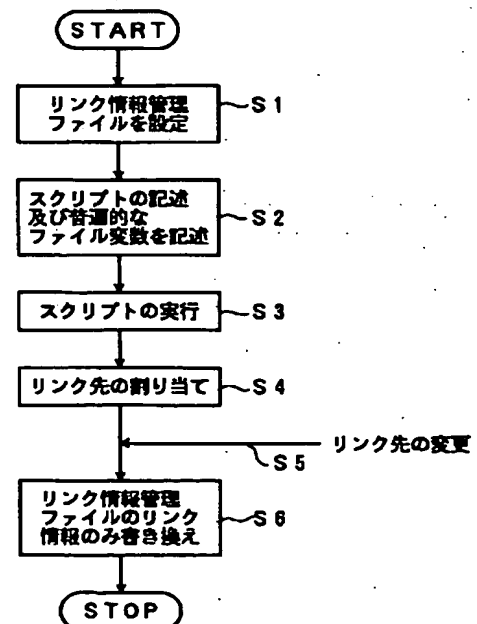 START
リンク情報管理
ファイルを設定
S1
スクリプトの記述
及び普遍的な
ファイル変数を記述
S2
スクリプトの実行
S3
リンク先の割り当て
S4
リンク先の変更
S5
リンク情報管理
ファイルのリンク
情報のみ書き換え
S6
STOP